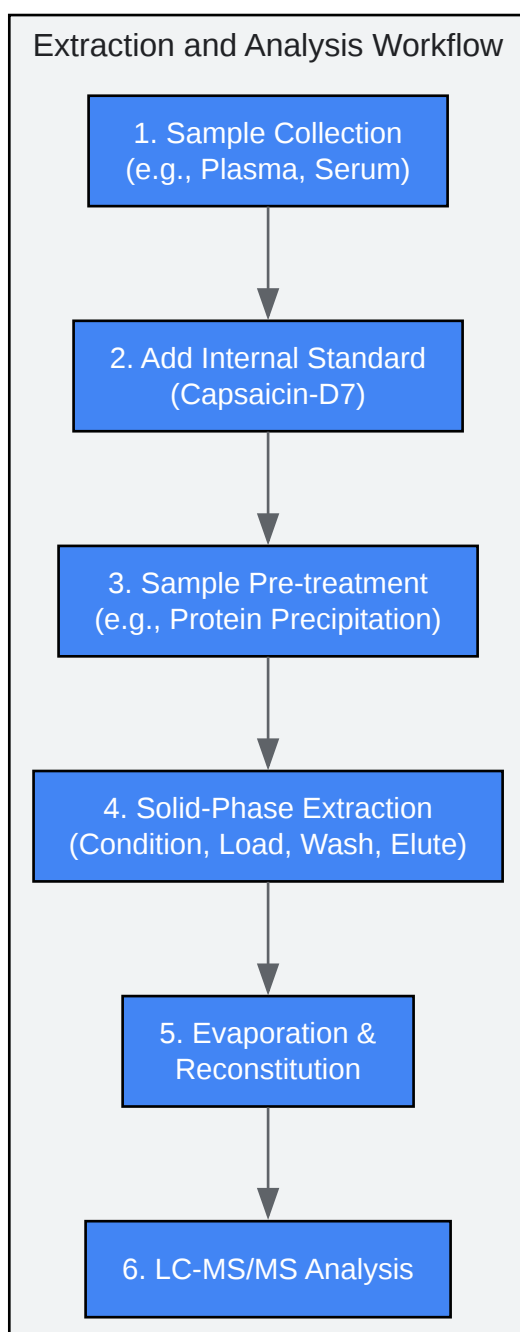 Extraction and Analysis Workflow
1. Sample Collection
(e.g., Plasma, Serum)
2. Add Internal Standard
(Capsaicin-D7)
3. Sample Pre-treatment
(e.g., Protein Precipitation)
4. Solid-Phase Extraction
(Condition, Load, Wash, Elute)
5. Evaporation &
Reconstitution
6. LC-MS/MS Analysis